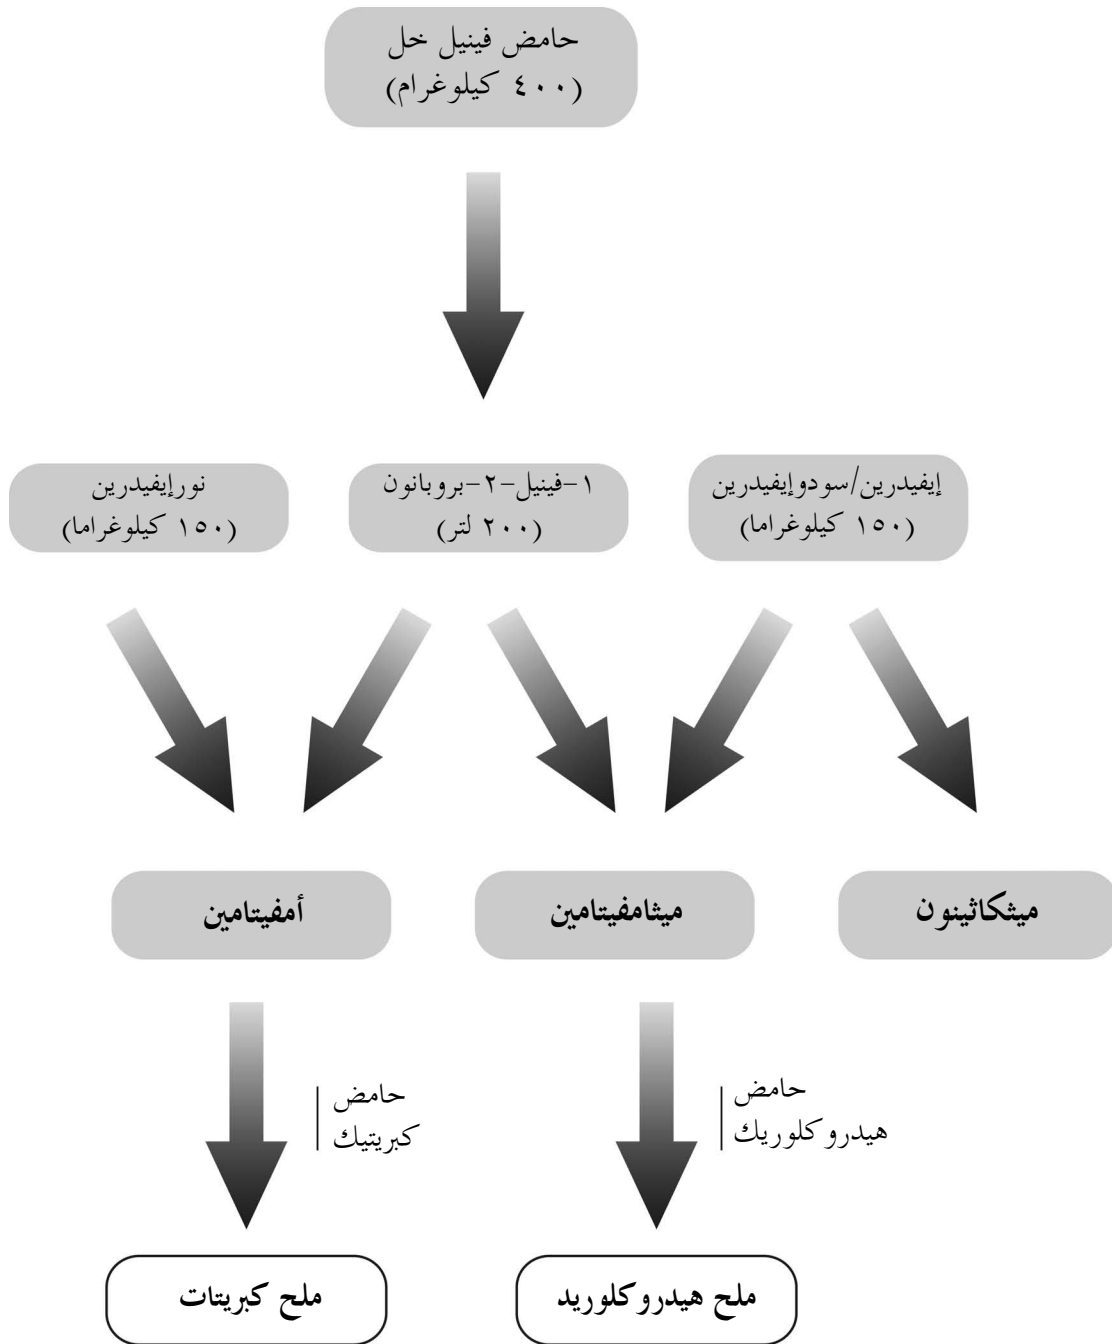 حامض فينيل خل
(٤٠٠ كيلوغرام)
إيفيدرين/سودوإيفيدرين
(١٥٠ كيلوغراما)
١-فينيل-٢-بروبانون
(٢٠٠ لتر)
نورإيفيدرين
(١٥٠ كيلوغراما)
ميثكاثينون
ميثامفيتامين
أمفيتامين
حامض
هيدروكلوريك
حامض
كبريتيك
ملح هيدروكلوريد
ملح كبريتات